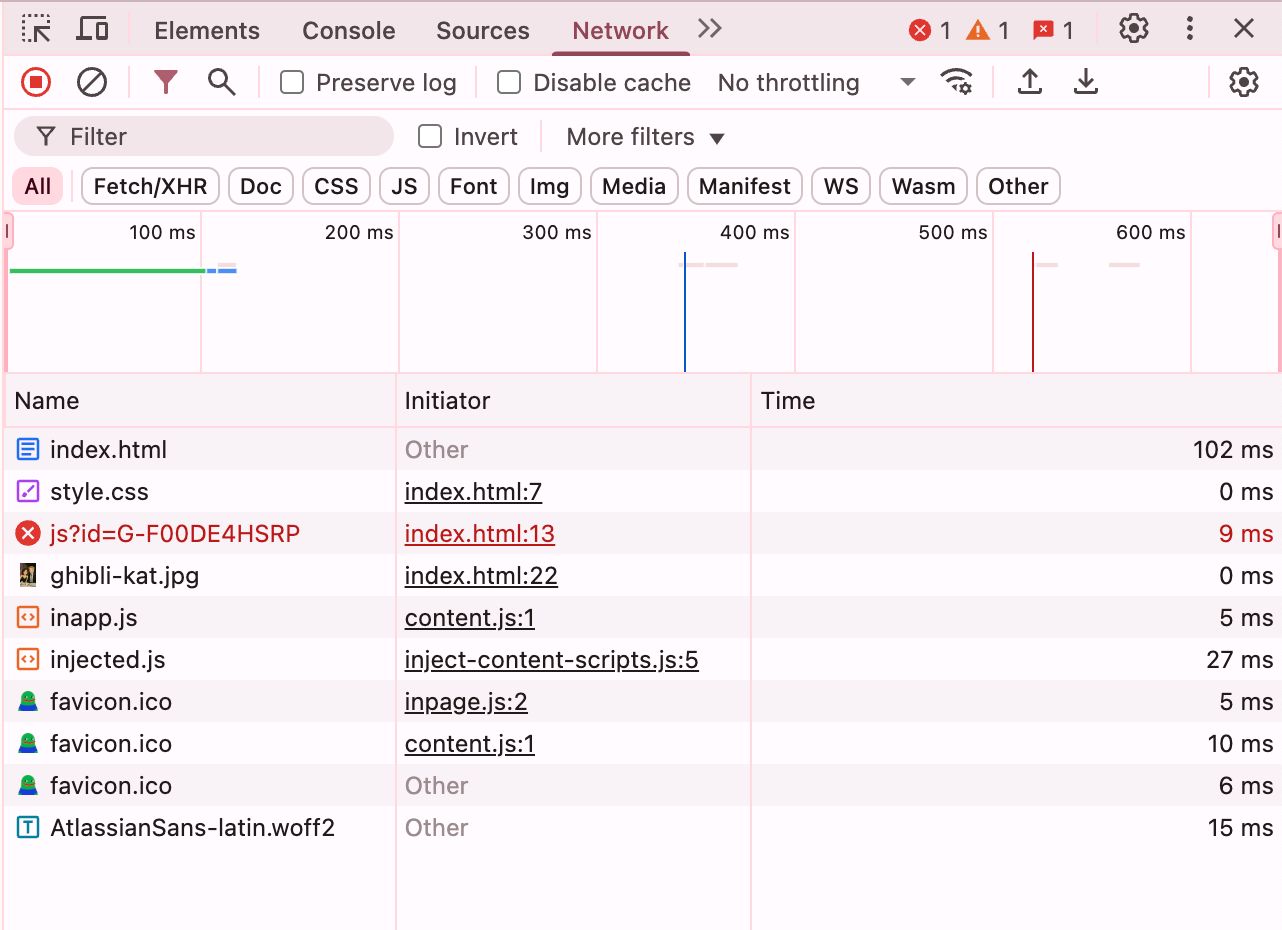 Elements Console Sources Network 1 1 1
Preserve log Disable cache No throttling
Filter Invert More filters
All Fetch/XHR Doc CSS JS Font Img Media Manifest WS Wasm Other
100 ms 200 ms 300 ms 400 ms 500 ms 600 ms
Name Initiator Time
index.html Other 102 ms
style.css index.html:7 0 ms
js?id=G-F00DE4HSRP index.html:13 9 ms
ghibli-kat.jpg index.html:22 0 ms
inapp.js content.js:1 5 ms
injected.js inject-content-scripts.js:5 27 ms
favicon.ico inpage.js:2 5 ms
favicon.ico content.js:1 10 ms
favicon.ico Other 6 ms
AtlassianSans-latin.woff2 Other 15 ms